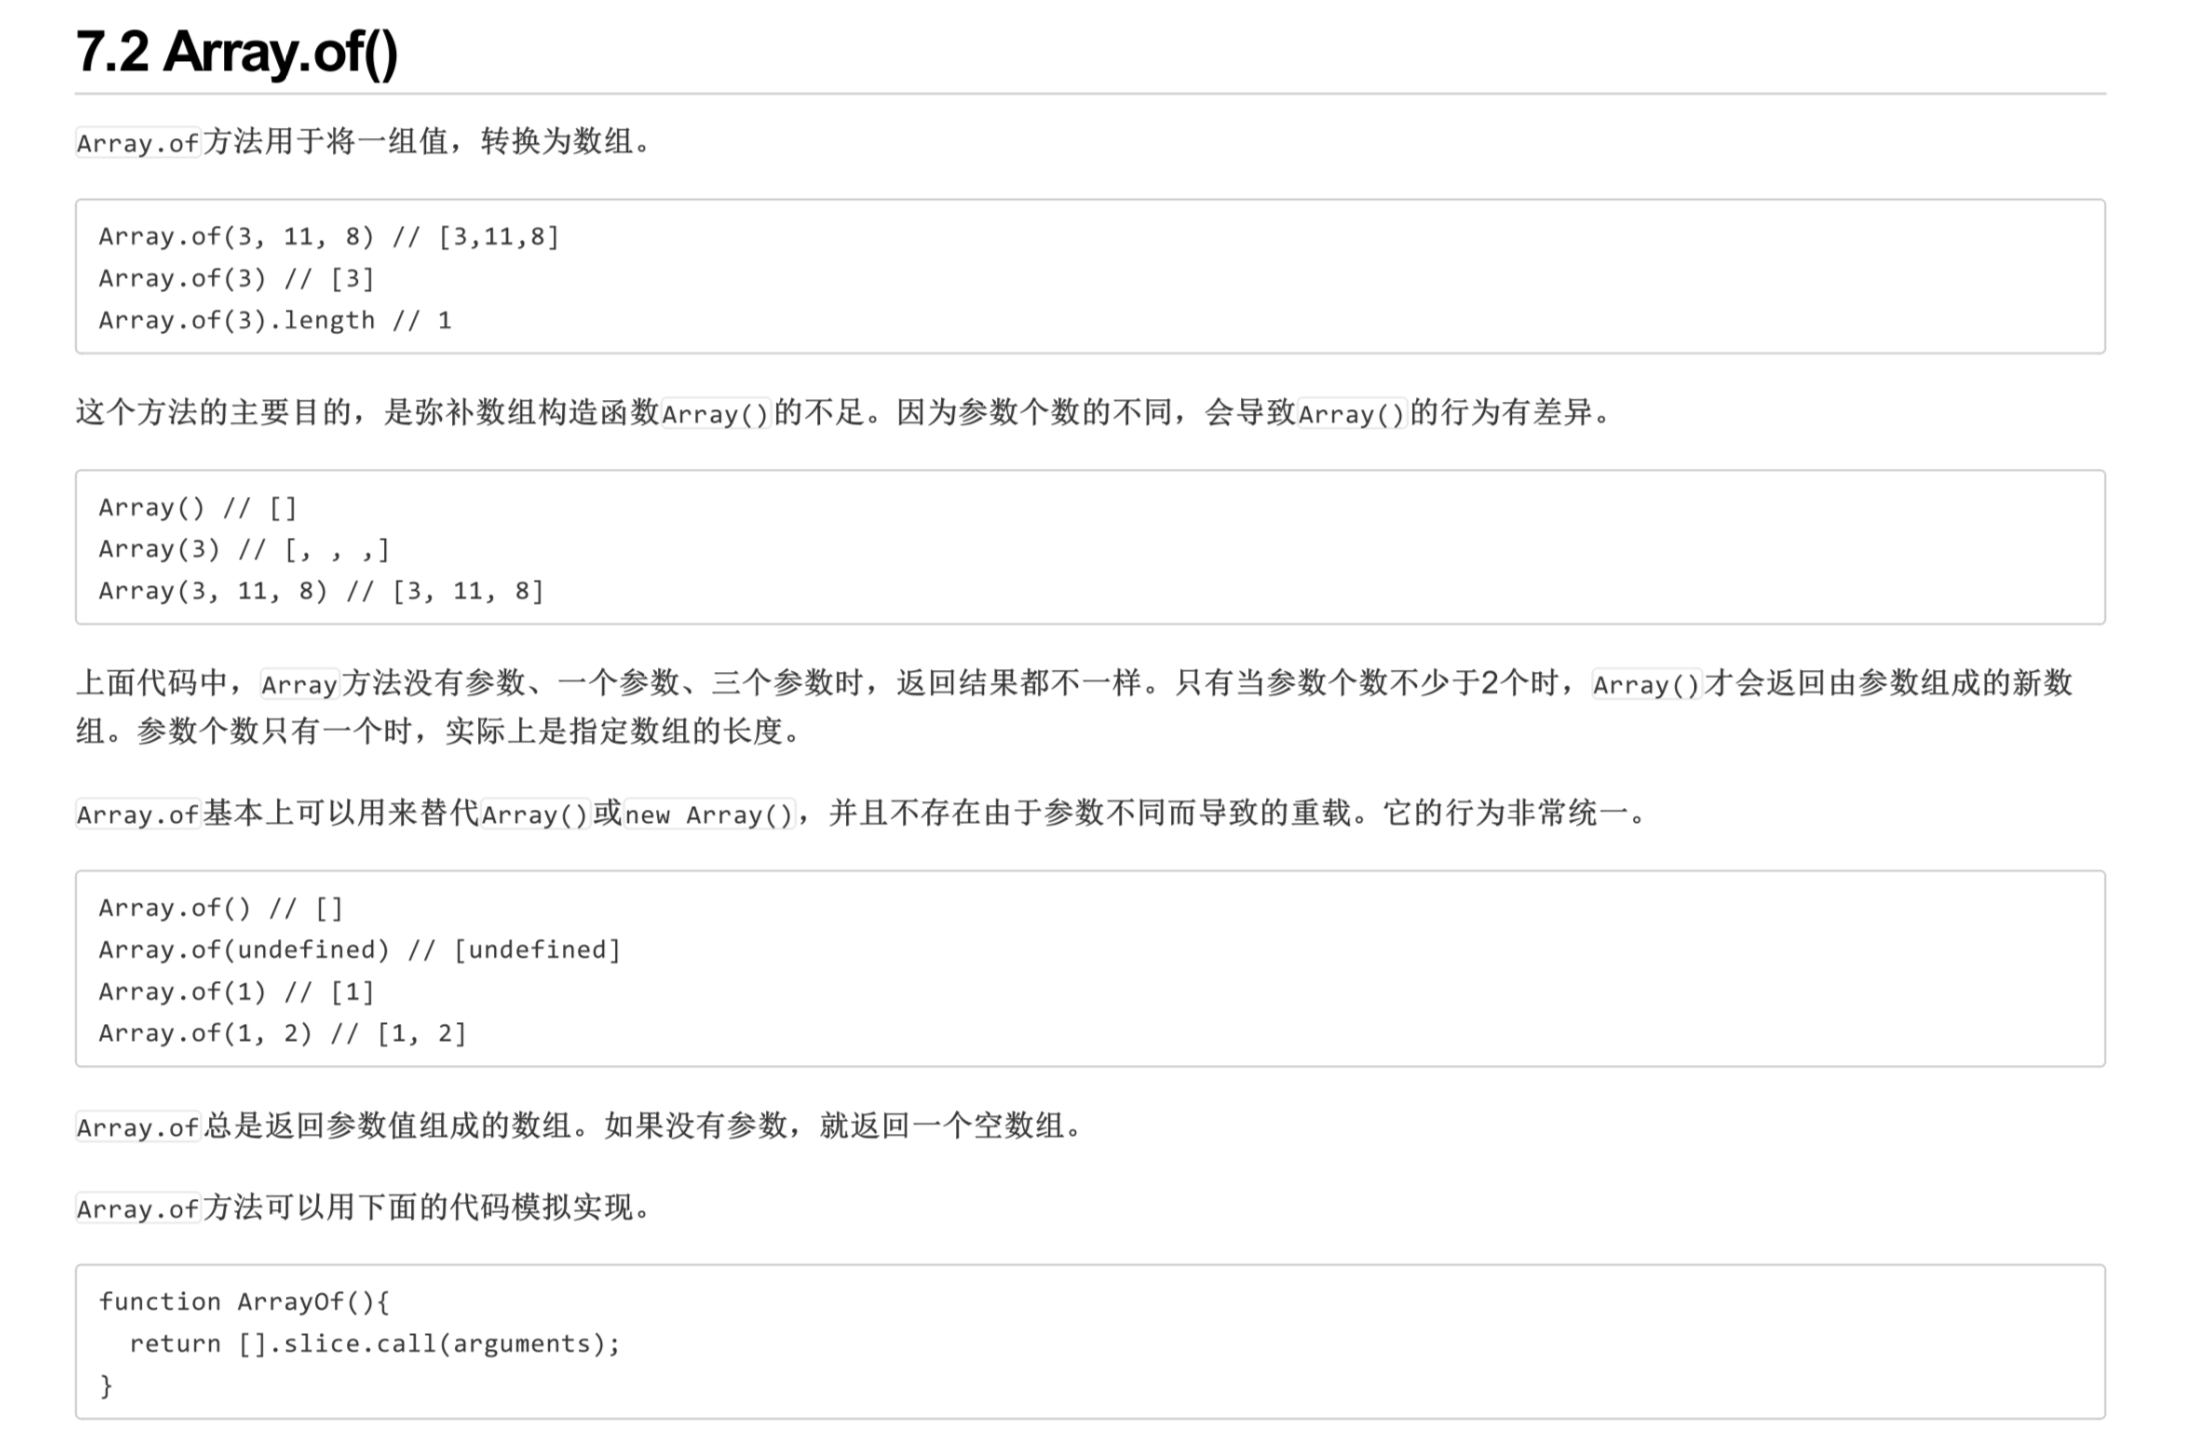 7.2 Array.of()
Array.of方法用于将一组值，转换为数组。
Array.of(3, 11, 8) // [3,11,8]
Array.of(3) // [3]
Array.of(3).length // 1
这个方法的主要目的，是弥补数组构造函数Array()的不足。因为参数个数的不同，会导致Array()的行为有差异。
Array() // []
Array(3) // [, , ,]
Array(3, 11, 8) // [3, 11, 8]
上面代码中，Array方法没有参数、一个参数、三个参数时，返回结果都不一样。只有当参数个数不少于2个时，Array()才会返回由参数组成的新数
组。参数个数只有一个时，实际上是指定数组的长度。
Array.of基本上可以用来替代Array()或new Array()，并且不存在由于参数不同而导致的重载。它的行为非常统一。
Array.of() // []
Array.of(undefined) // [undefined]
Array.of(1) // [1]
Array.of(1, 2) // [1, 2]
Array.of总是返回参数值组成的数组。如果没有参数，就返回一个空数组。
Array.of方法可以用下面的代码模拟实现。
function ArrayOf(){
  return [].slice.call(arguments);
}